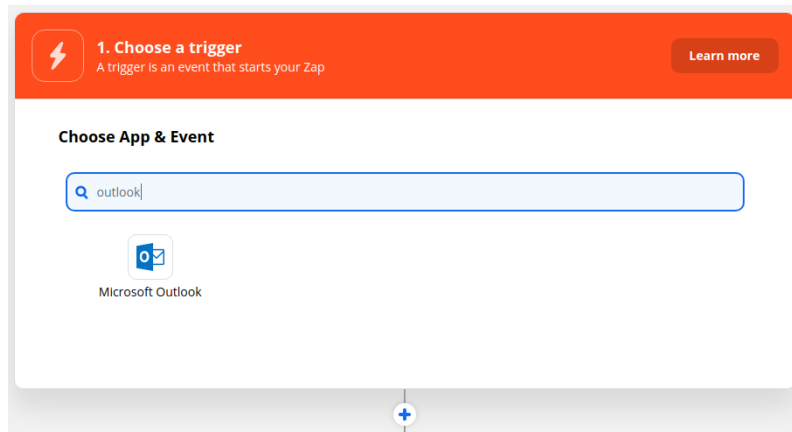 1. Choose a trigger
A trigger is an event that starts your Zap
Learn more
Choose App & Event
outlook
Microsoft Outlook